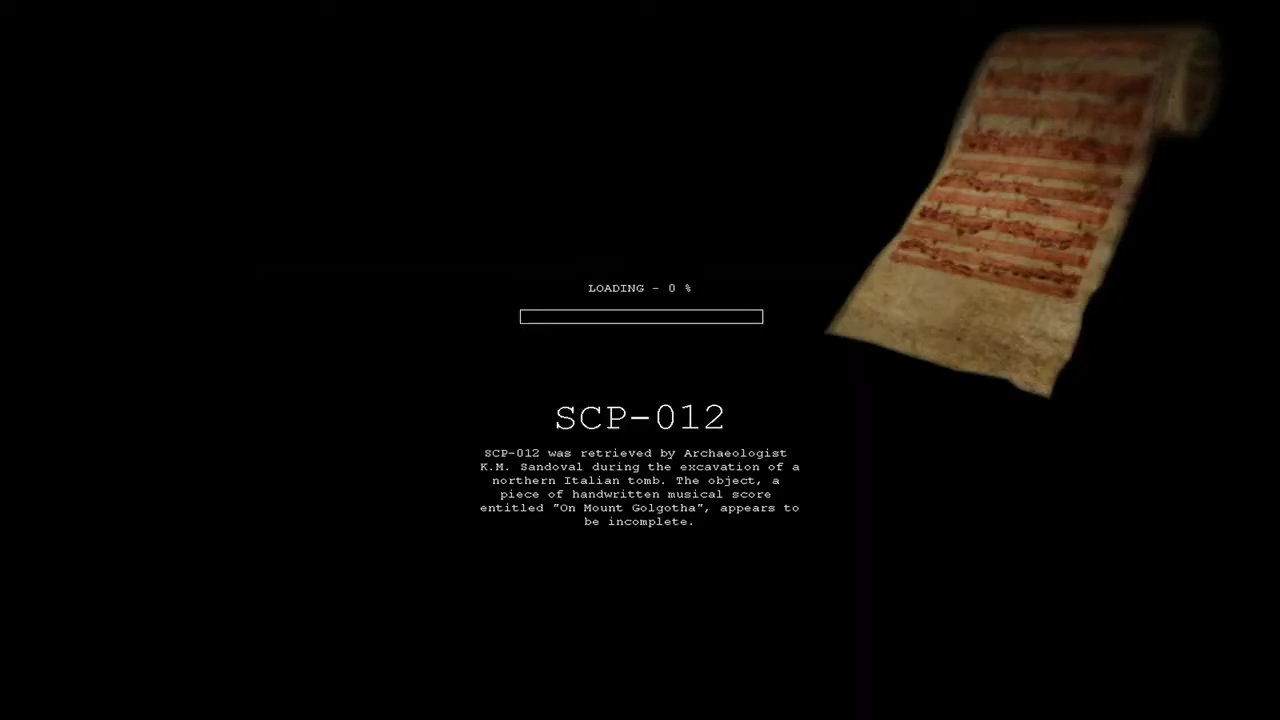 LOADING - 0 %
SCP-012
SCP-012 was retrieved by Archaeologist
K.M. Sandoval during the excavation of a
northern Italian tomb. The object, a
piece of handwritten musical score
entitled "On Mount Golgotha", appears to
be incomplete.